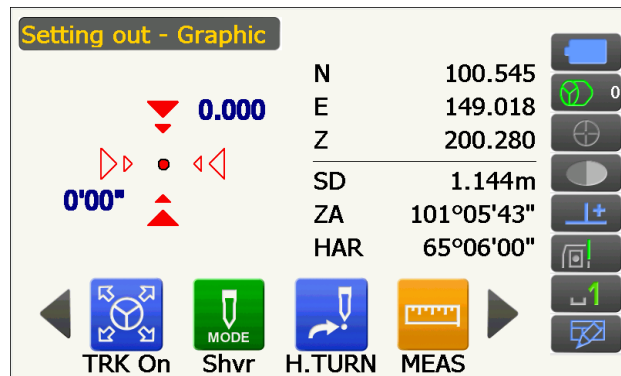 Setting out - Graphic
0.000
0'00"
N 100.545
E 149.018
Z 200.280
SD 1.144m
ZA 101°05'43"
HAR 65°06'00"
0
1
MODE
TRK On Shvr H.TURN MEAS